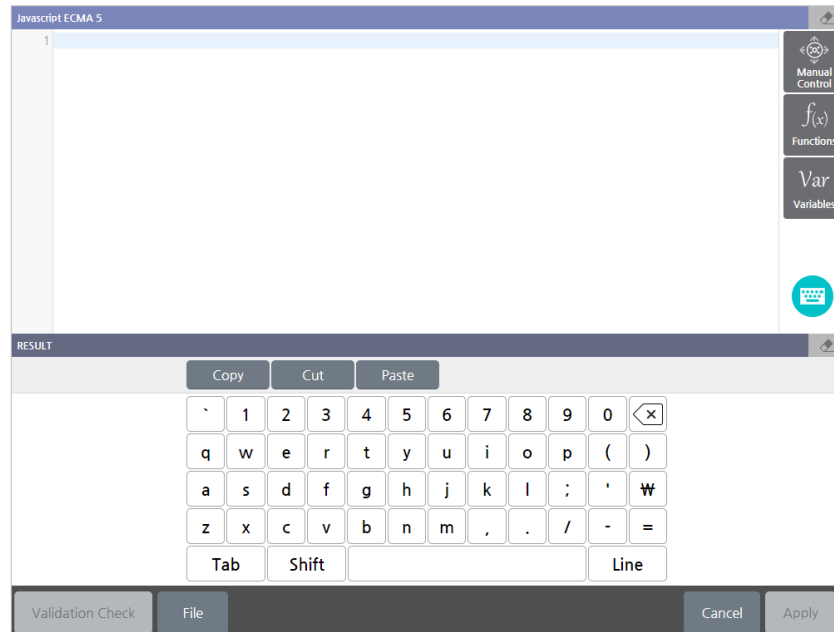 Javascript ECMA 5
1
Manual
Control
f(x)
Functions
Var
Variables
RESULT
Copy Cut Paste
` 1 2 3 4 5 6 7 8 9 0
q w e r t y u i o p ( )
a s d f g h j k l ; ' ₩
z x c v b n m , . / - =
Tab Shift Line
Validation Check File Cancel Apply